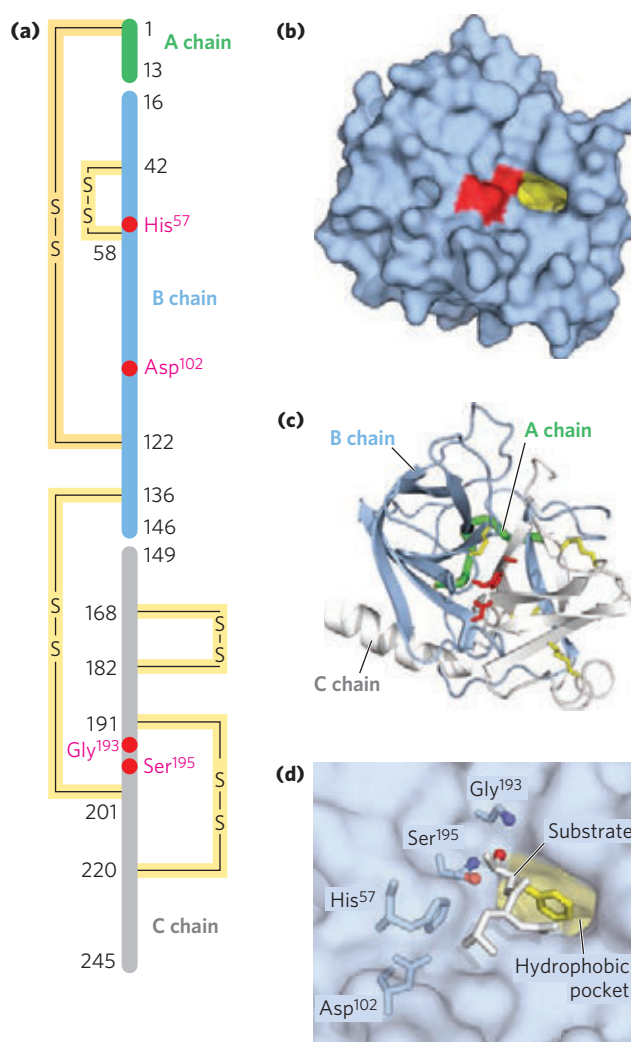 (a)
1
A chain
13
16
42
S
S
S
S
His57
58
B chain
Asp102
122
136
146
149
168
S
S
182
S
S
191
Gly193
Ser195
S
S
201
220
C chain
245
(b)
(c)
B chain
A chain
C chain
(d)
Gly193
Ser195
Substrate
His57
Hydrophobic
pocket
Asp102